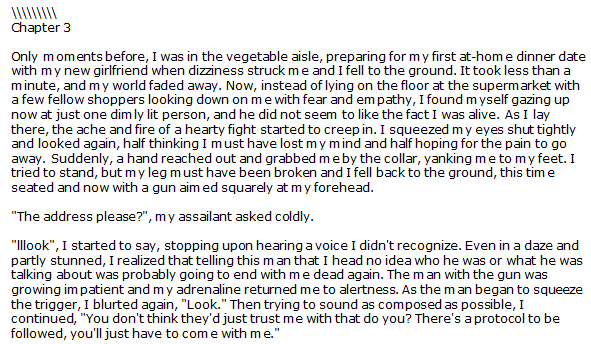 \\\\\\\\\
Chapter 3
Only moments before, I was in the vegetable aisle, preparing for my first at-home dinner date
with my new girlfriend when dizziness struck me and I fell to the ground. It took less than a
minute, and my world faded away. Now, instead of lying on the floor at the supermarket with
a few fellow shoppers looking down on me with fear and empathy, I found myself gazing up
now at just one dimly lit person, and he did not seem to like the fact I was alive. As I lay
there, the ache and fire of a hearty fight started to creep in. I squeezed my eyes shut tightly
and looked again, half thinking I must have lost my mind and half hoping for the pain to go
away. Suddenly, a hand reached out and grabbed me by the collar, yanking me to my feet. I
tried to stand, but my leg must have been broken and I fell back to the ground, this time
seated and now with a gun aimed squarely at my forehead.
"The address please?", my assailant asked coldly.
"lllook", I started to say, stopping upon hearing a voice I didn't recognize. Even in a daze and
partly stunned, I realized that telling this man that I head no idea who he was or what he was
talking about was probably going to end with me dead again. The man with the gun was
growing impatient and my adrenaline returned me to alertness. As the man began to squeeze
the trigger, I blurted again, "Look." Then trying to sound as composed as possible, I
continued, "You don't think they'd just trust me with that do you? There's a protocol to be
followed, you'll just have to come with me."